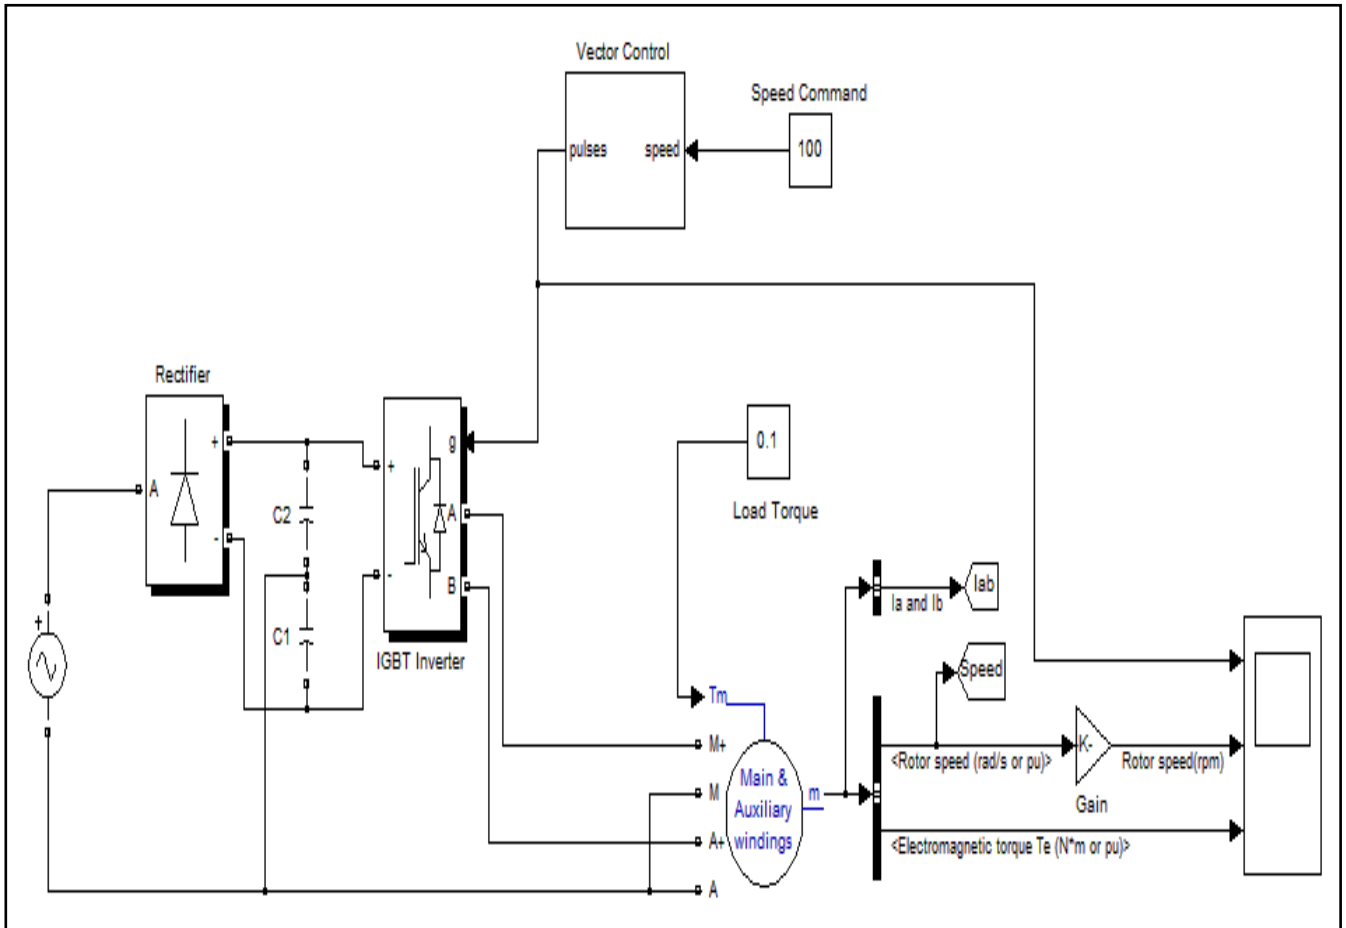 Vector Control
Speed Command
pulses
speed
100
Rectifier
+
A
-
C2
C1
+
+
-
g
A
B
IGBT Inverter
0.1
Load Torque
Tm
M+
M
A+
A
Main &
Auxiliary
windings
m
Ia and Ib
Iab
Speed
<Rotor speed (rad/s or pu)>
K-
Gain
Rotor speed(rpm)
<Electromagnetic torque Te (N*m or pu)>